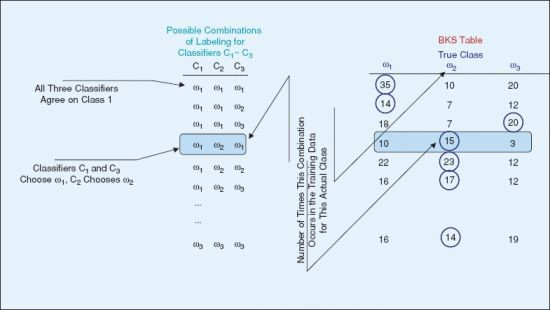 Possible Combinations
of Labeling for
Classifiers C₁~ C₃
C₁ C₂ C₃
All Three Classifiers
Agree on Class 1
ω₁ ω₁ ω₁
ω₁ ω₁ ω₂
ω₁ ω₁ ω₃
ω₁ ω₂ ω₁
Classifiers C₁ and C₃
Choose ω₁, C₂ Chooses ω₂
ω₁ ω₂ ω₂
ω₁ ω₂ ω₃
...
...
ω₃ ω₃ ω₃
Number of Times This Combination
Occurs in the Training Data
for This Actual Class
BKS Table
True Class
ω₁ ω₂ ω₃
35 10 20
14 7 12
18 7 20
10 15 3
22 23 12
16 17 12
16 14 19